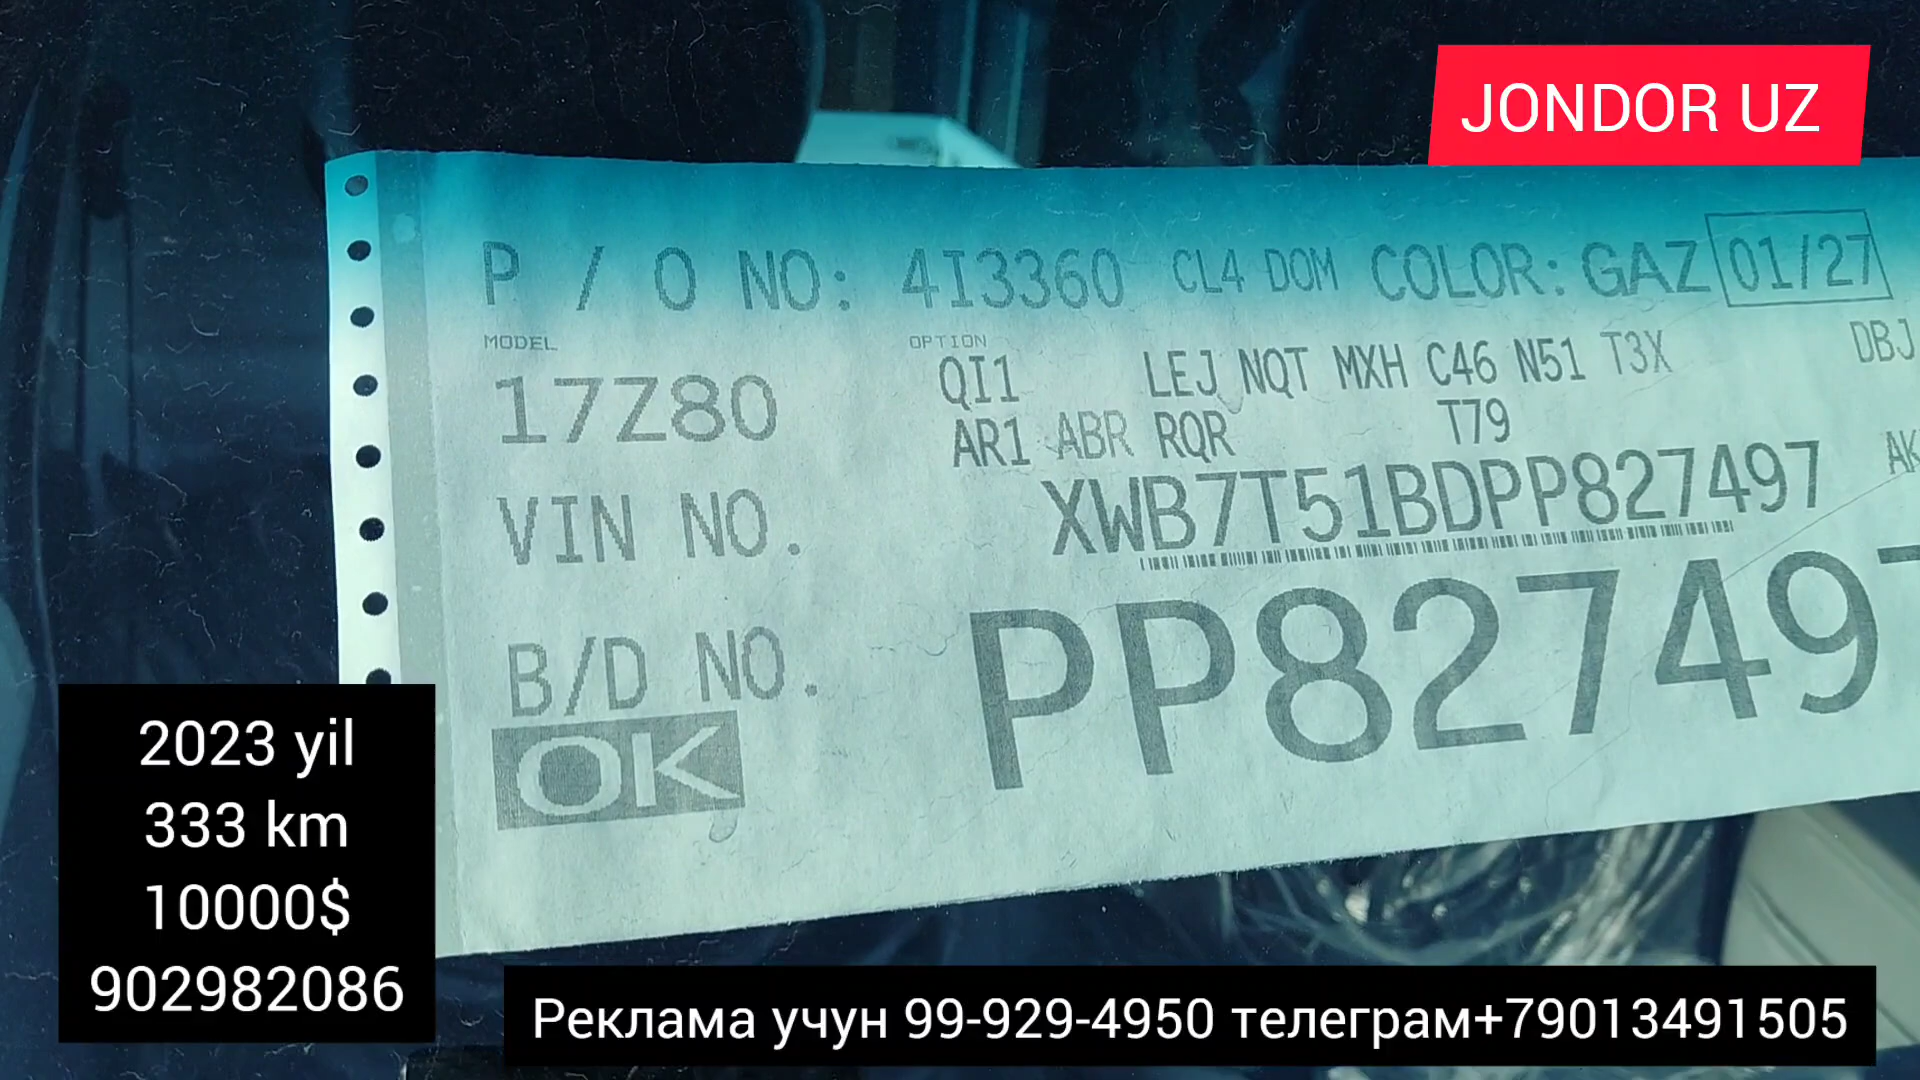 JONDOR UZ
P / O NO: 4I3360 CL4 DOM COLOR: GAZ 01/27
MODEL OPTION
17Z80 QI1 LEJ NQT MXH C46 N51 T3X DBJ
AR1 ABR RQR T79
VIN NO. XWB7T51BDPP827497
B/D NO. PP82749
OK
2023 yil
333 km
10000$
902982086
Реклама учун 99-929-4950 телеграм+79013491505